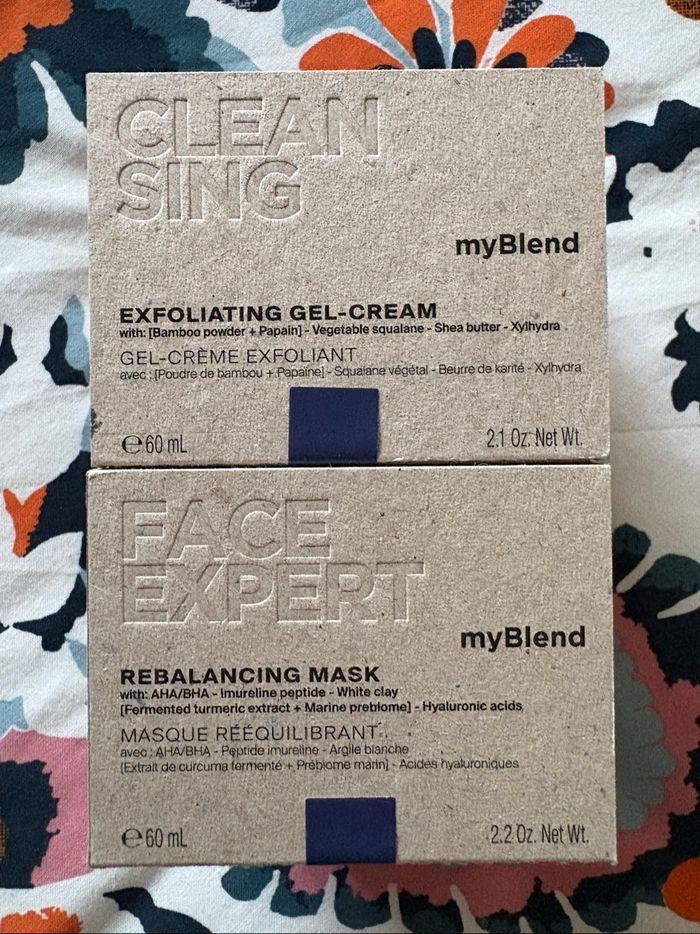 CLEAN
SING
myBlend
EXFOLIATING GEL-CREAM
with: [Bamboo powder + Papain] - Vegetable squalane - Shea butter - Xylhydra
GEL-CRÈME EXFOLIANT
avec : [Poudre de bambou + Papaïne] - Squalane végétal - Beurre de karité - Xylhydra
℮ 60 mL
2.1 Oz. Net Wt.
FACE
EXPERT
myBlend
REBALANCING MASK
with: AHA/BHA - Imureline peptide - White clay
[Fermented turmeric extract + Marine prebiome] - Hyaluronic acids
MASQUE RÉÉQUILIBRANT
avec : AHA/BHA - Peptide imureline - Argile blanche
[Extrait de curcuma fermenté + Prébiome marin] - Acides hyaluroniques
℮ 60 mL
2.2 Oz. Net Wt.